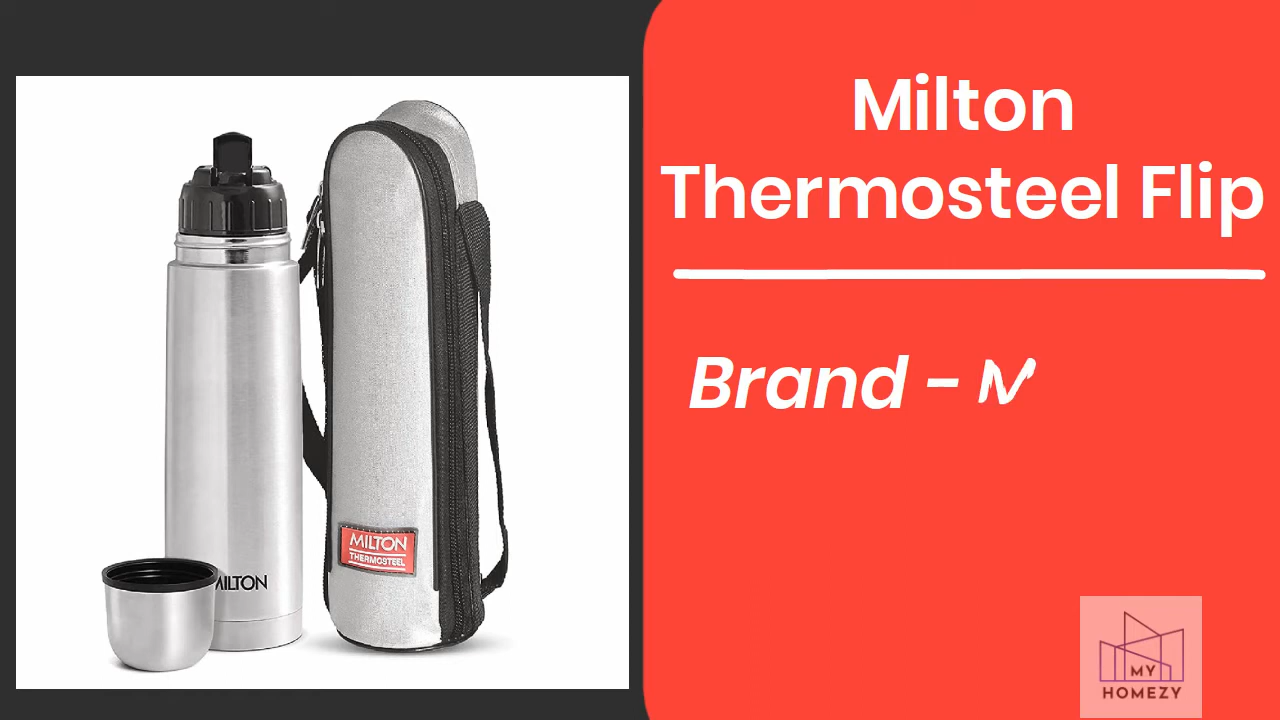 Milton
Thermosteel Flip
Brand -
MILTON
THERMOSTEEL
MILTON
MY
HOMEZY